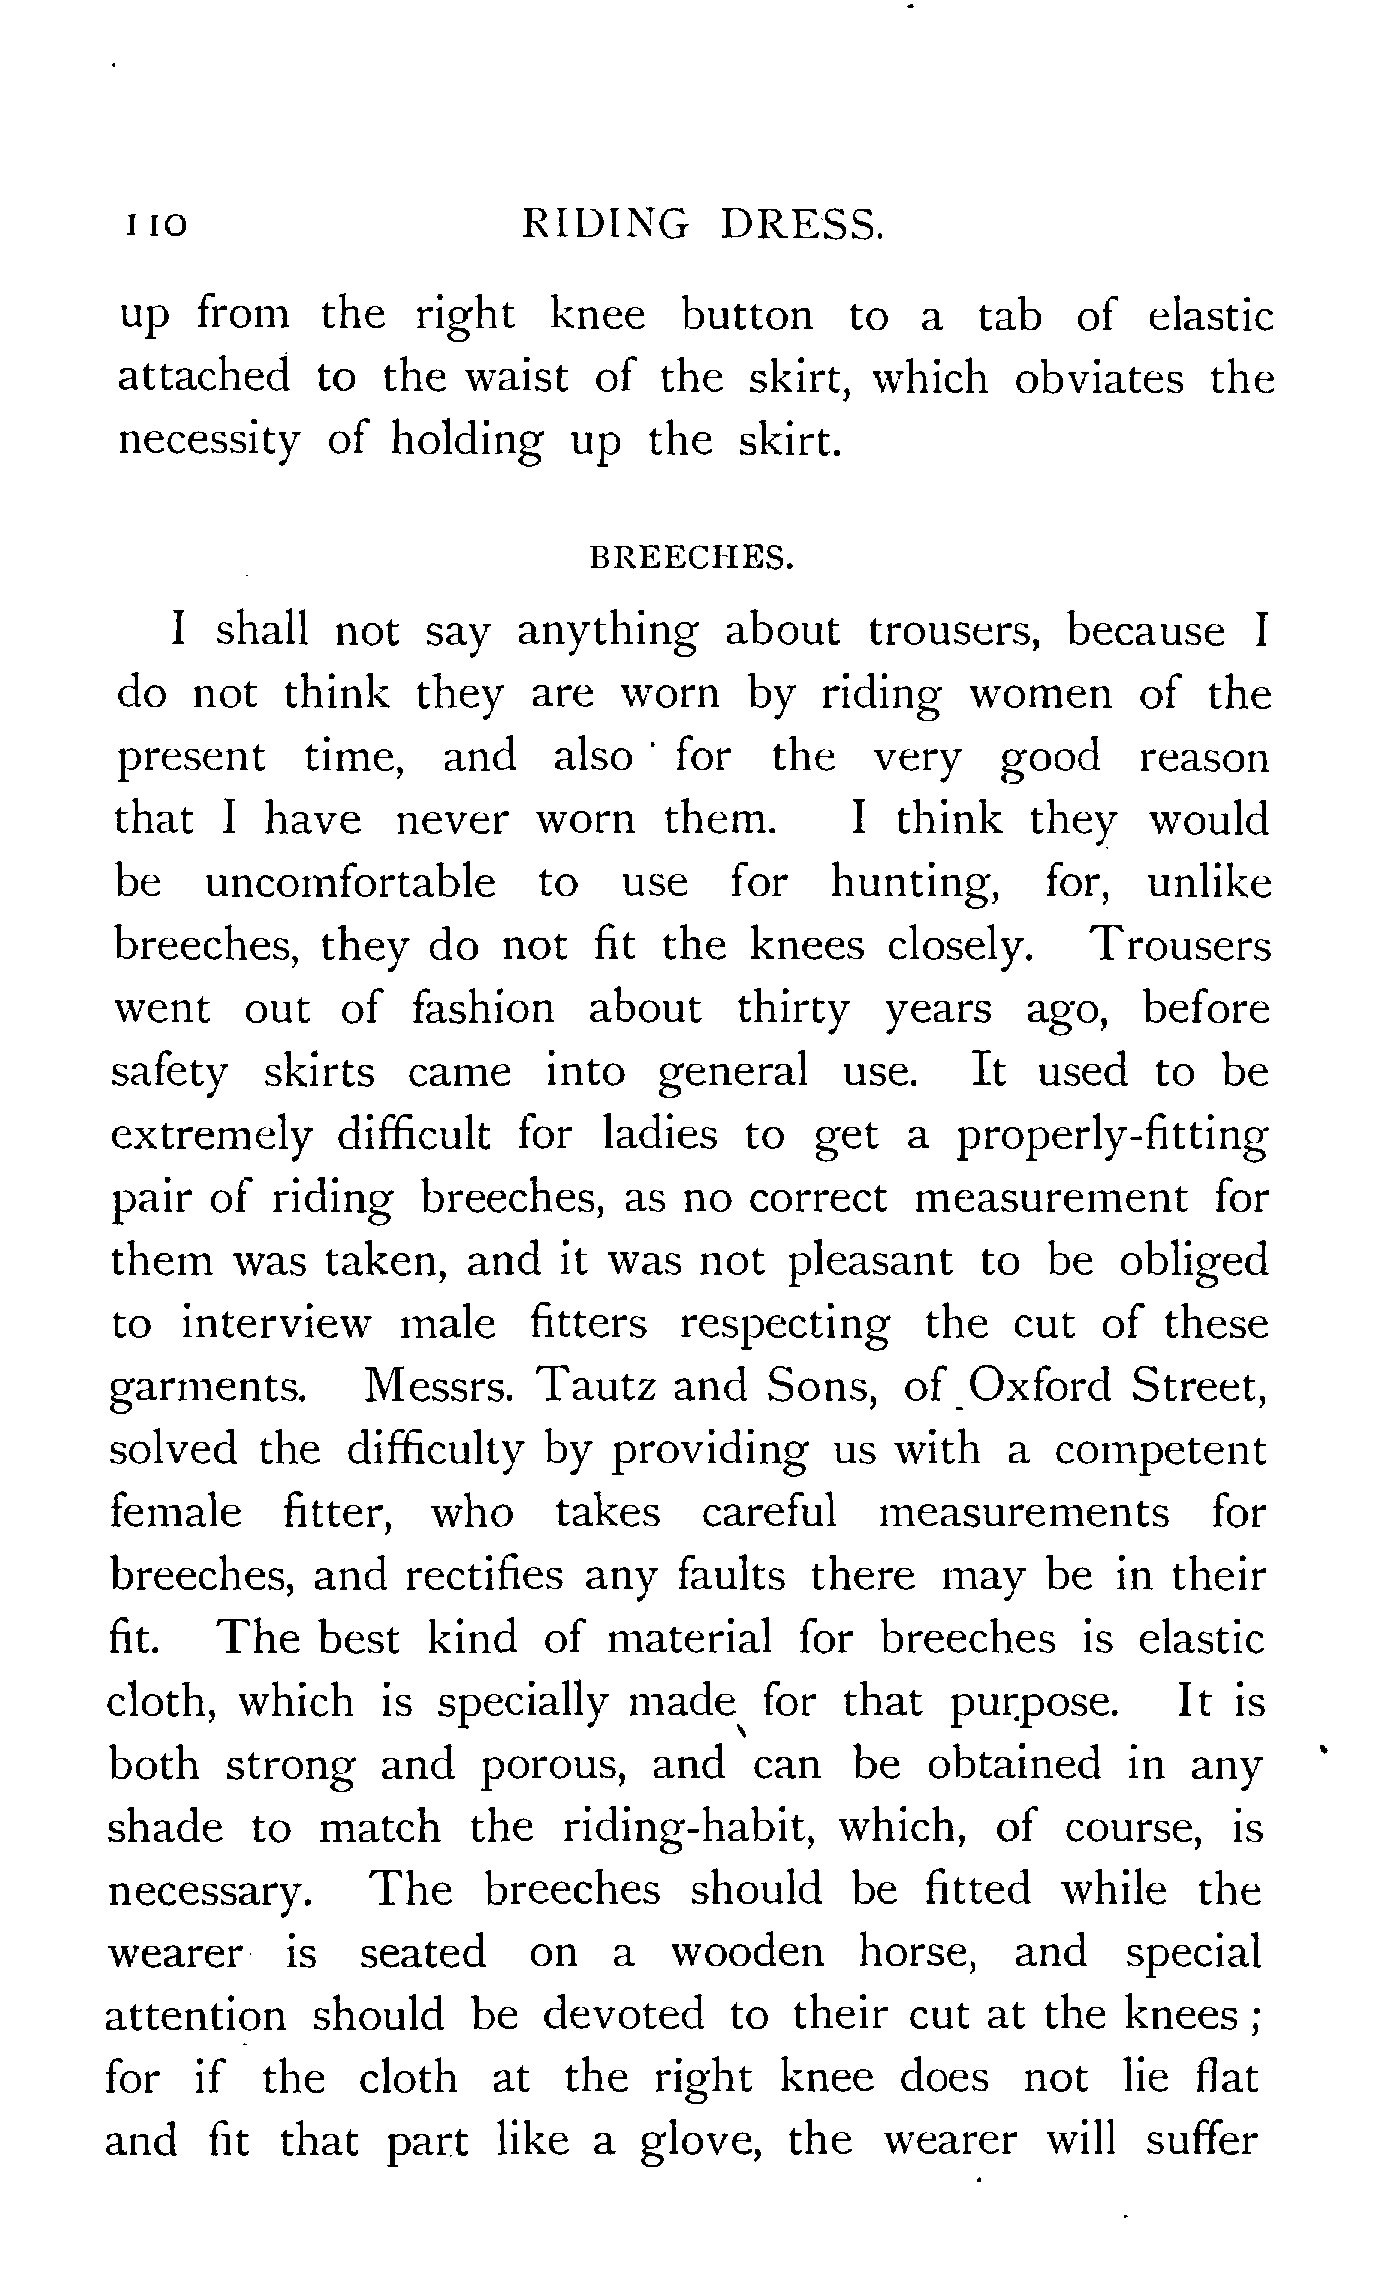 110 RIDING DRESS.
up from the right knee button to a tab of elastic
attached to the waist of the skirt, which obviates the
necessity of holding up the skirt.
BREECHES.
I shall not say anything about trousers, because I
do not think they are worn by riding women of the
present time, and also for the very good reason
that I have never worn them. I think they would
be uncomfortable to use for hunting, for, unlike
breeches, they do not fit the knees closely. Trousers
went out of fashion about thirty years ago, before
safety skirts came into general use. It used to be
extremely difficult for ladies to get a properly-fitting
pair of riding breeches, as no correct measurement for
them was taken, and it was not pleasant to be obliged
to interview male fitters respecting the cut of these
garments. Messrs. Tautz and Sons, of Oxford Street,
solved the difficulty by providing us with a competent
female fitter, who takes careful measurements for
breeches, and rectifies any faults there may be in their
fit. The best kind of material for breeches is elastic
cloth, which is specially made for that purpose. It is
both strong and porous, and can be obtained in any
shade to match the riding-habit, which, of course, is
necessary. The breeches should be fitted while the
wearer is seated on a wooden horse, and special
attention should be devoted to their cut at the knees;
for if the cloth at the right knee does not lie flat
and fit that part like a glove, the wearer will suffer